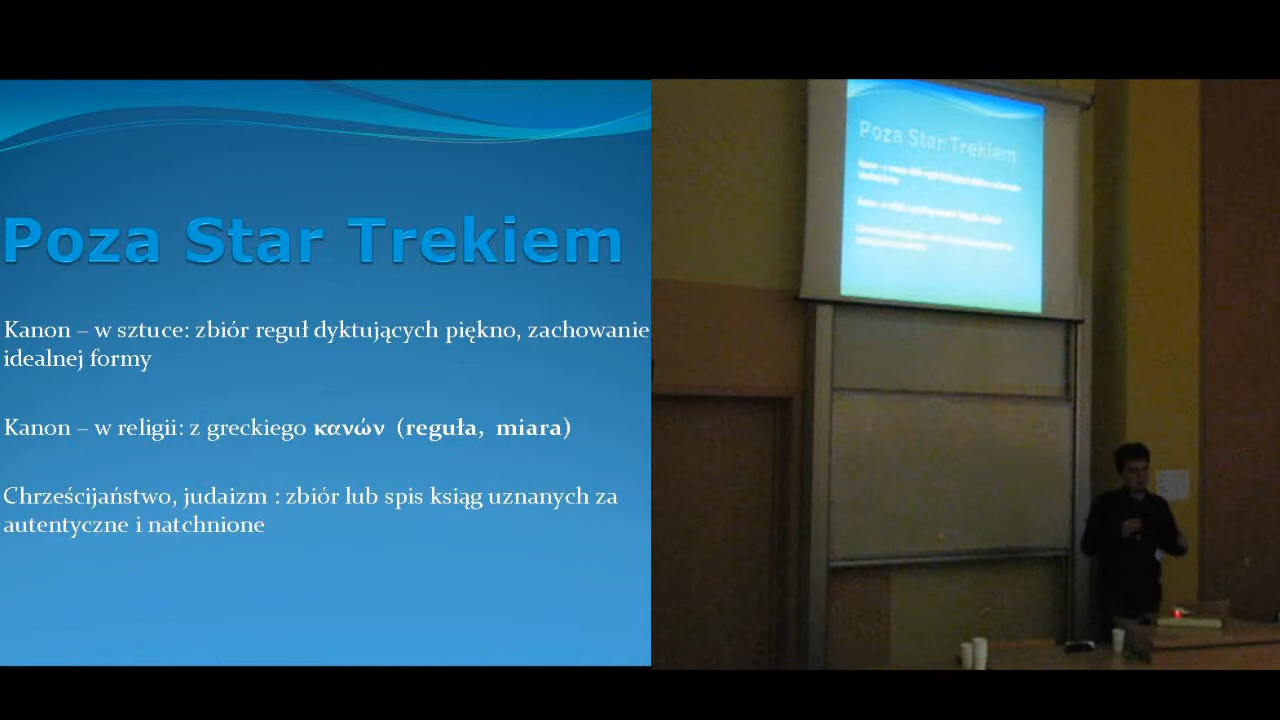 Poza Star Trekiem
Kanon – w sztuce: zbiór reguł dyktujących piękno, zachowanie
idealnej formy
Kanon – w religii: z greckiego κανών (reguła, miara)
Chrześcijaństwo, judaizm : zbiór lub spis ksiąg uznanych za
autentyczne i natchnione
Poza Star Trekiem